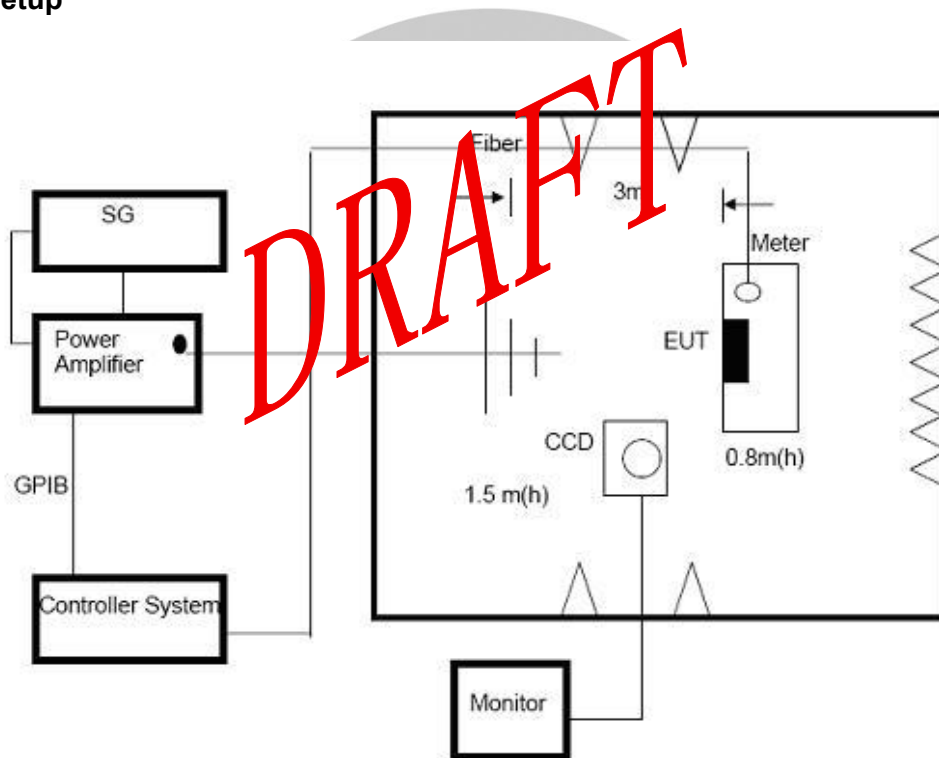 etup
DRAFT
Fiber
3m
SG
Meter
Power
Amplifier
EUT
CCD
0.8m(h)
GPIB
1.5 m(h)
Controller System
Monitor